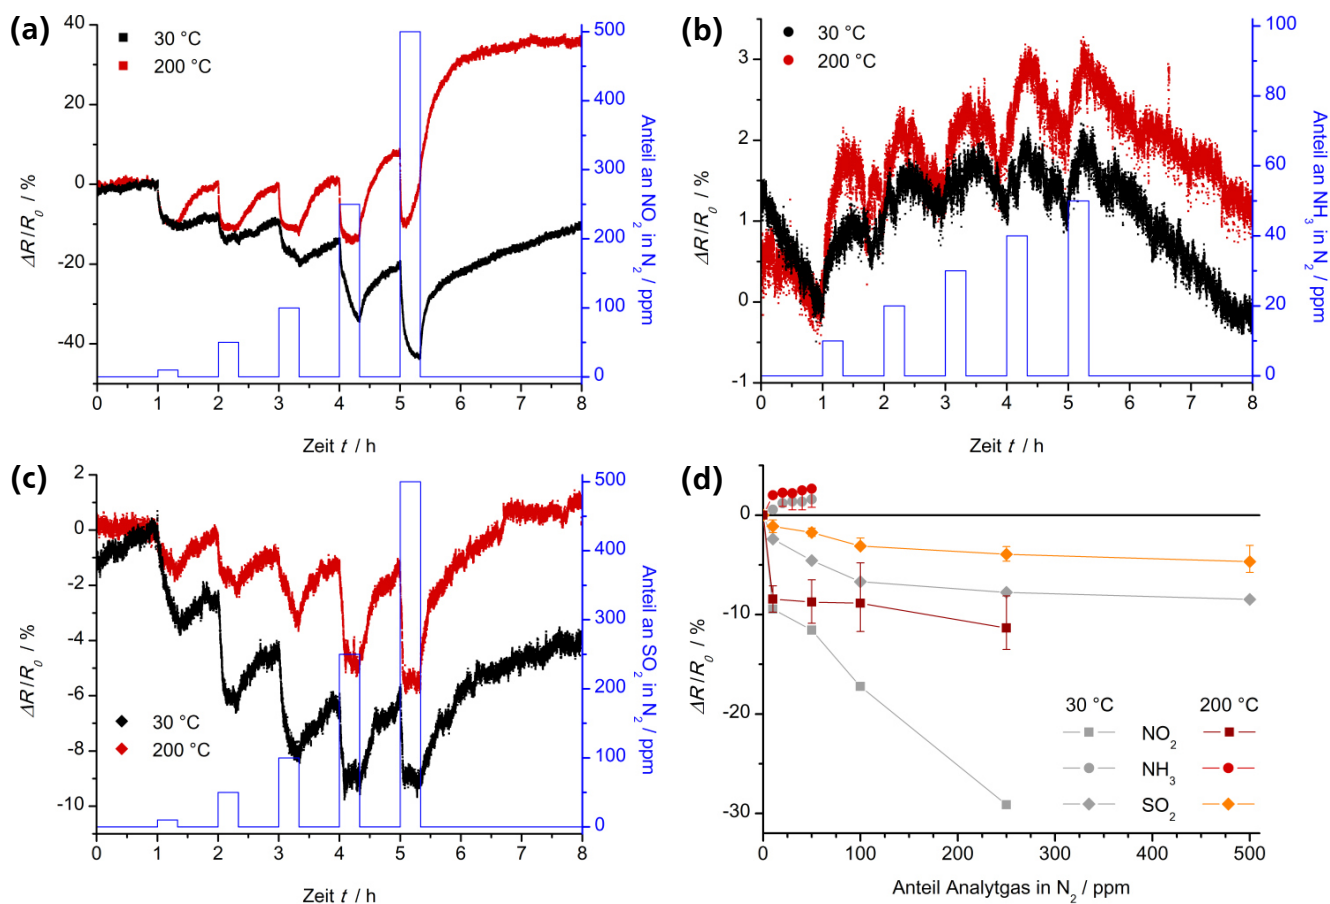 (a)
30 °C
200 °C
40
20
0
-20
-40
ΔR/R0 / %
500
400
300
200
100
0
Anteil an NO2 in N2 / ppm
0 1 2 3 4 5 6 7 8
Zeit t / h
(b)
30 °C
200 °C
3
2
1
0
-1
ΔR/R0 / %
100
80
60
40
20
0
Anteil an NH3 in N2 / ppm
0 1 2 3 4 5 6 7 8
Zeit t / h
(c)
30 °C
200 °C
2
0
-2
-4
-6
-8
-10
ΔR/R0 / %
500
400
300
200
100
0
Anteil an SO2 in N2 / ppm
0 1 2 3 4 5 6 7 8
Zeit t / h
(d)
0
-10
-20
-30
ΔR/R0 / %
30 °C 200 °C
NO2
NH3
SO2
0 100 200 300 400 500
Anteil Analytgas in N2 / ppm